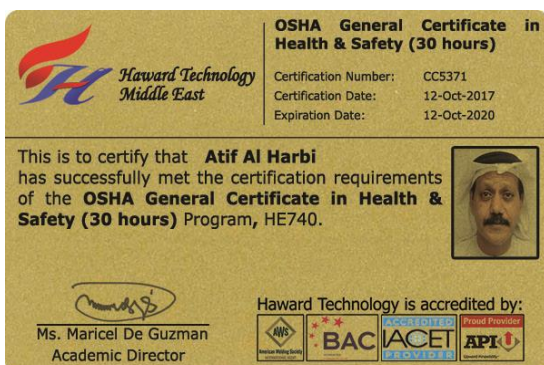 OSHA General Certificate in
Health & Safety (30 hours)
Haward Technology
Middle East
Certification Number: CC5371
Certification Date: 12-Oct-2017
Expiration Date: 12-Oct-2020
This is to certify that Atif Al Harbi
has successfully met the certification requirements
of the OSHA General Certificate in Health &
Safety (30 hours) Program, HE740.
Ms. Maricel De Guzman
Academic Director
Haward Technology is accredited by:
AWS
American Welding Society
BAC
ACCREDITED
IACET
PROVIDER
Proud Provider
API U